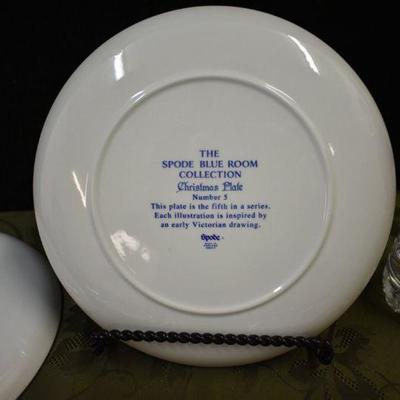 THE
SPODE BLUE ROOM
COLLECTION
Christmas Plate
Number 5
This plate is the fifth in a series.
Each illustration is inspired by
an early Victorian drawing.
Spode